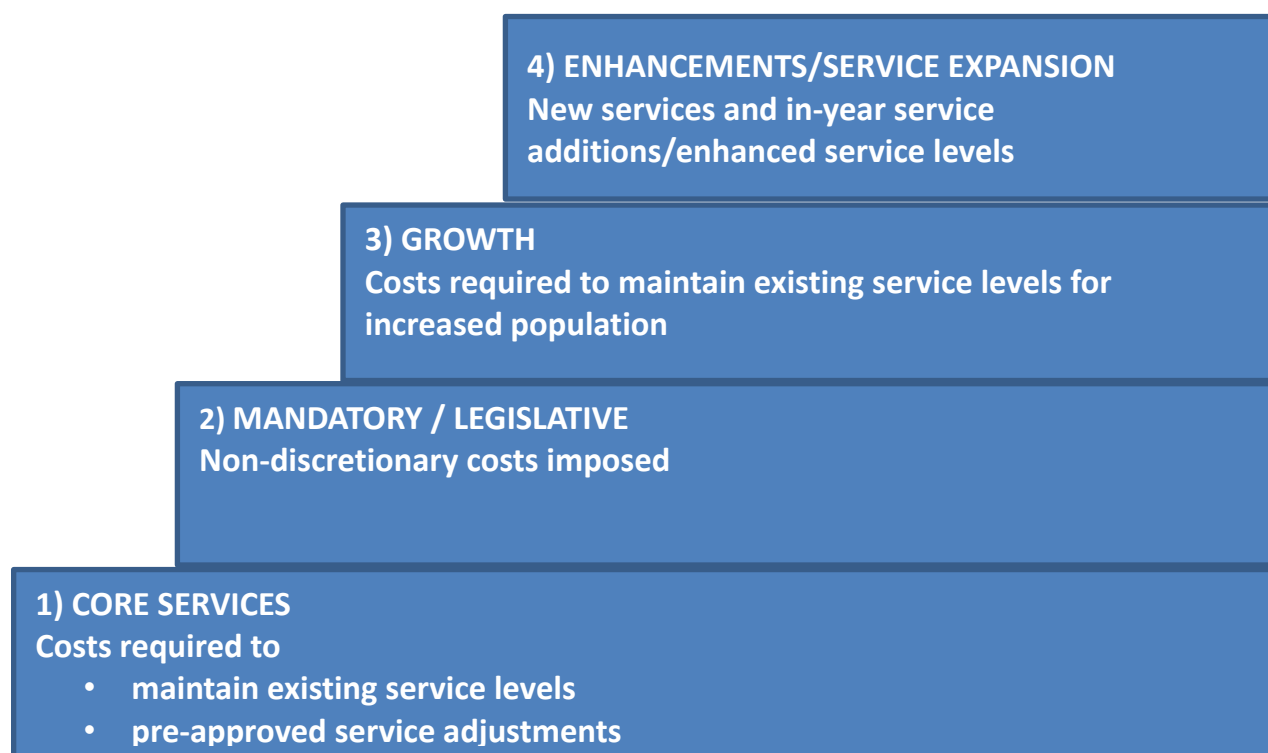 4) ENHANCEMENTS/SERVICE EXPANSION
New services and in-year service
additions/enhanced service levels
3) GROWTH
Costs required to maintain existing service levels for
increased population
2) MANDATORY / LEGISLATIVE
Non-discretionary costs imposed
1) CORE SERVICES
Costs required to
• maintain existing service levels
• pre-approved service adjustments